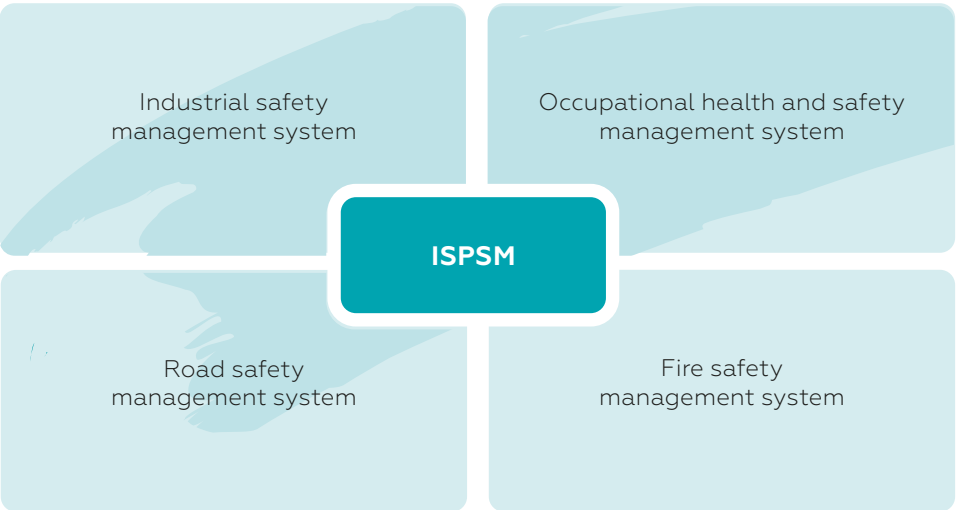 Industrial safety
management system
Occupational health and safety
management system
ISPSM
Road safety
management system
Fire safety
management system